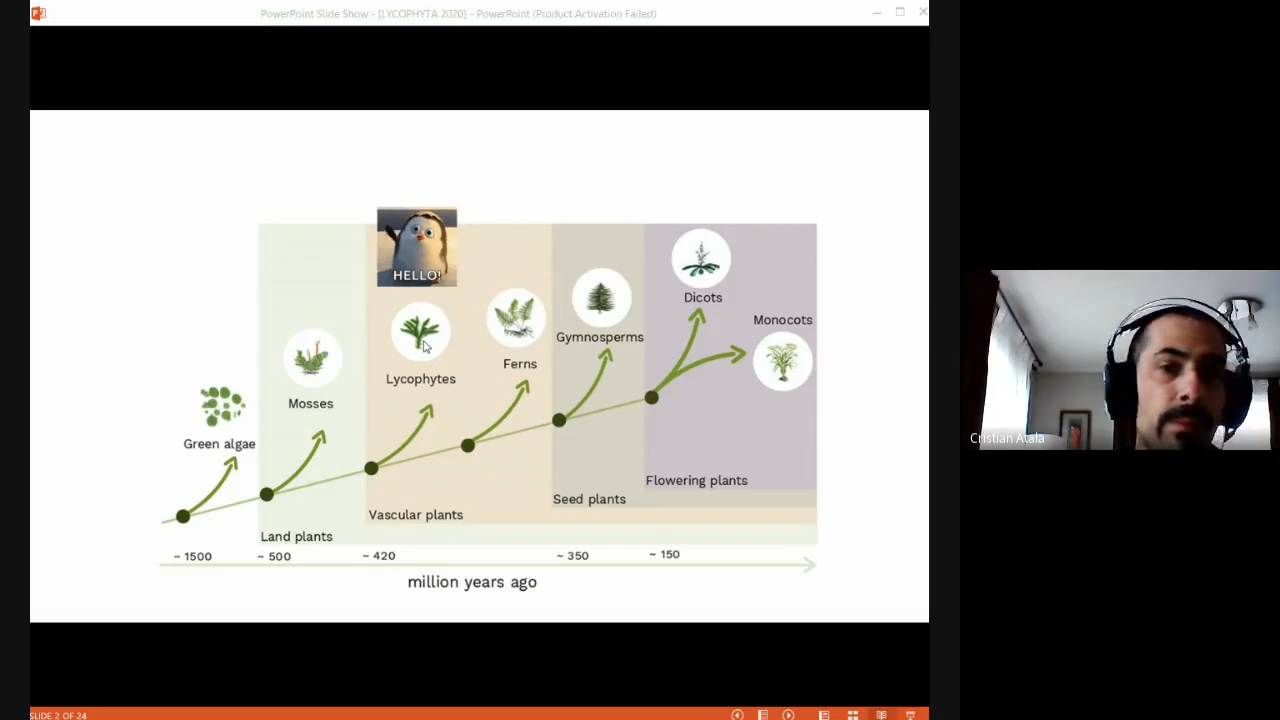 PowerPoint Slide Show - [LYCOPHYTA 2020] - PowerPoint (Product Activation Failed)
HELLO!
Dicots
Monocots
Gymnosperms
Ferns
Lycophytes
Mosses
Green algae
Flowering plants
Seed plants
Vascular plants
Land plants
~ 1500 ~ 500 ~ 420 ~ 350 ~ 150
million years ago
Cristian Atala
SLIDE 2 OF 24